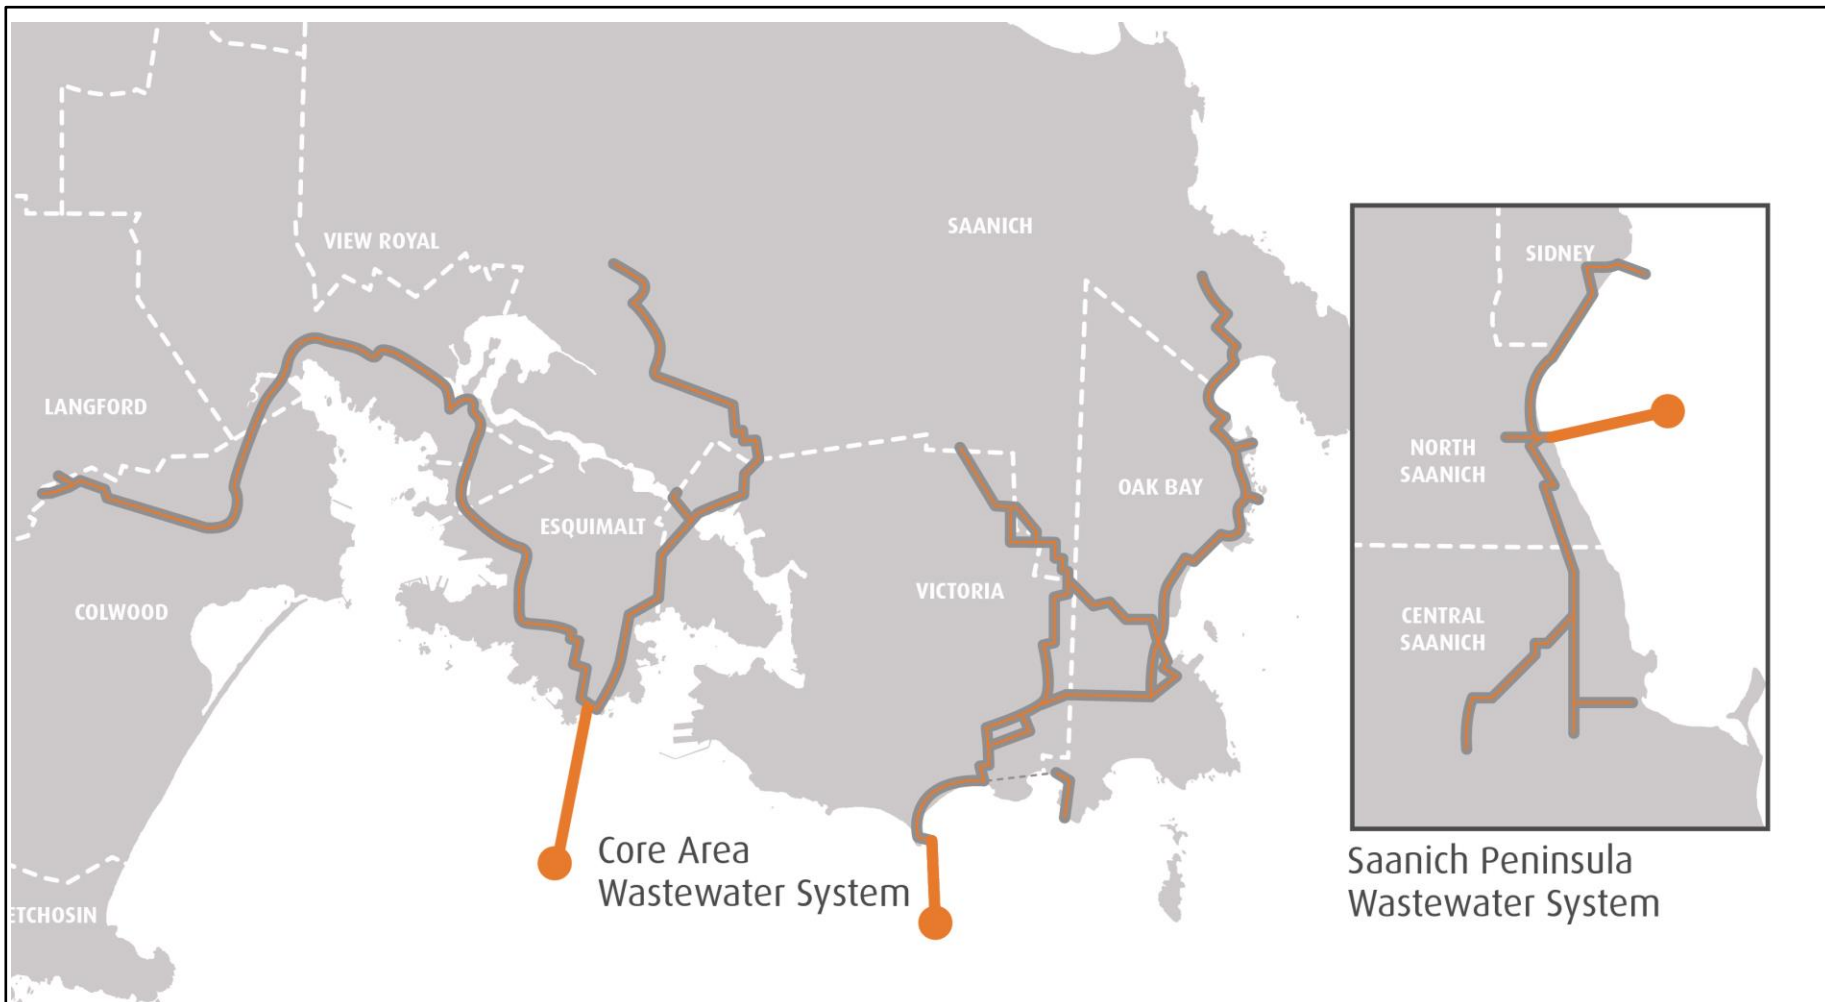 SAANICH
VIEW ROYAL
SIDNEY
LANGFORD
NORTH
SAANICH
OAK BAY
ESQUIMALT
VICTORIA
COLWOOD
CENTRAL
SAANICH
Core Area
Wastewater System
Saanich Peninsula
Wastewater System
ETCHOSIN